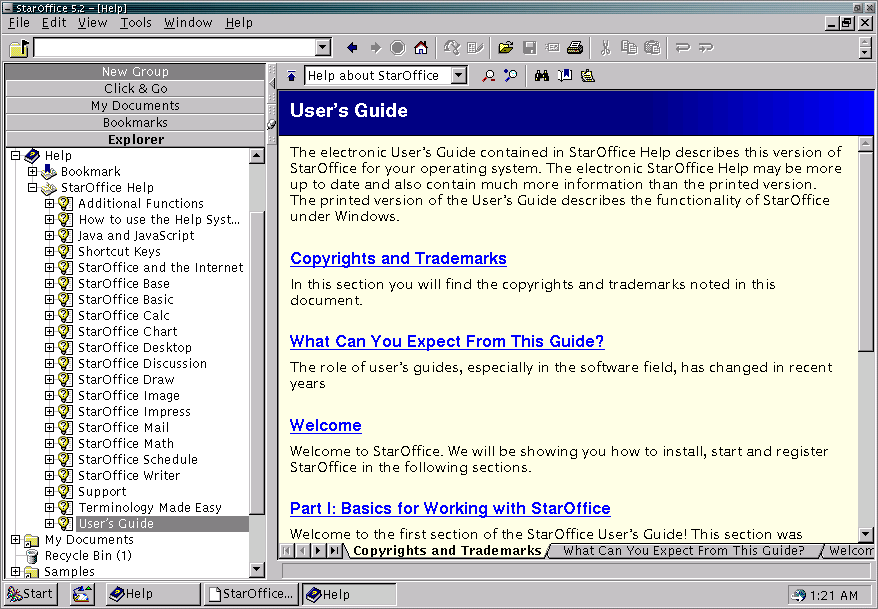 StarOffice 5.2 - [Help]
File Edit View Tools Window Help
Help about StarOffice
New Group
Click & Go
My Documents
Bookmarks
Explorer
Help
Bookmark
StarOffice Help
Additional Functions
How to use the Help Syst...
Java and JavaScript
Shortcut Keys
StarOffice and the Internet
StarOffice Base
StarOffice Basic
StarOffice Calc
StarOffice Chart
StarOffice Desktop
StarOffice Discussion
StarOffice Draw
StarOffice Image
StarOffice Impress
StarOffice Mail
StarOffice Math
StarOffice Schedule
StarOffice Writer
Support
Terminology Made Easy
User's Guide
My Documents
Recycle Bin (1)
Samples
User's Guide
The electronic User's Guide contained in StarOffice Help describes this version of
StarOffice for your operating system. The electronic StarOffice Help may be more
up to date and also contain much more information than the printed version.
The printed version of the User's Guide describes the functionality of StarOffice
under Windows.
Copyrights and Trademarks
In this section you will find the copyrights and trademarks noted in this
document.
What Can You Expect From This Guide?
The role of user's guides, especially in the software field, has changed in recent
years
Welcome
Welcome to StarOffice. We will be showing you how to install, start and register
StarOffice in the following sections.
Part I: Basics for Working with StarOffice
Welcome to the first section of the StarOffice User's Guide! This section was
Copyrights and Trademarks What Can You Expect From This Guide? Welcom
Start Help StarOffice... Help 1:21 AM